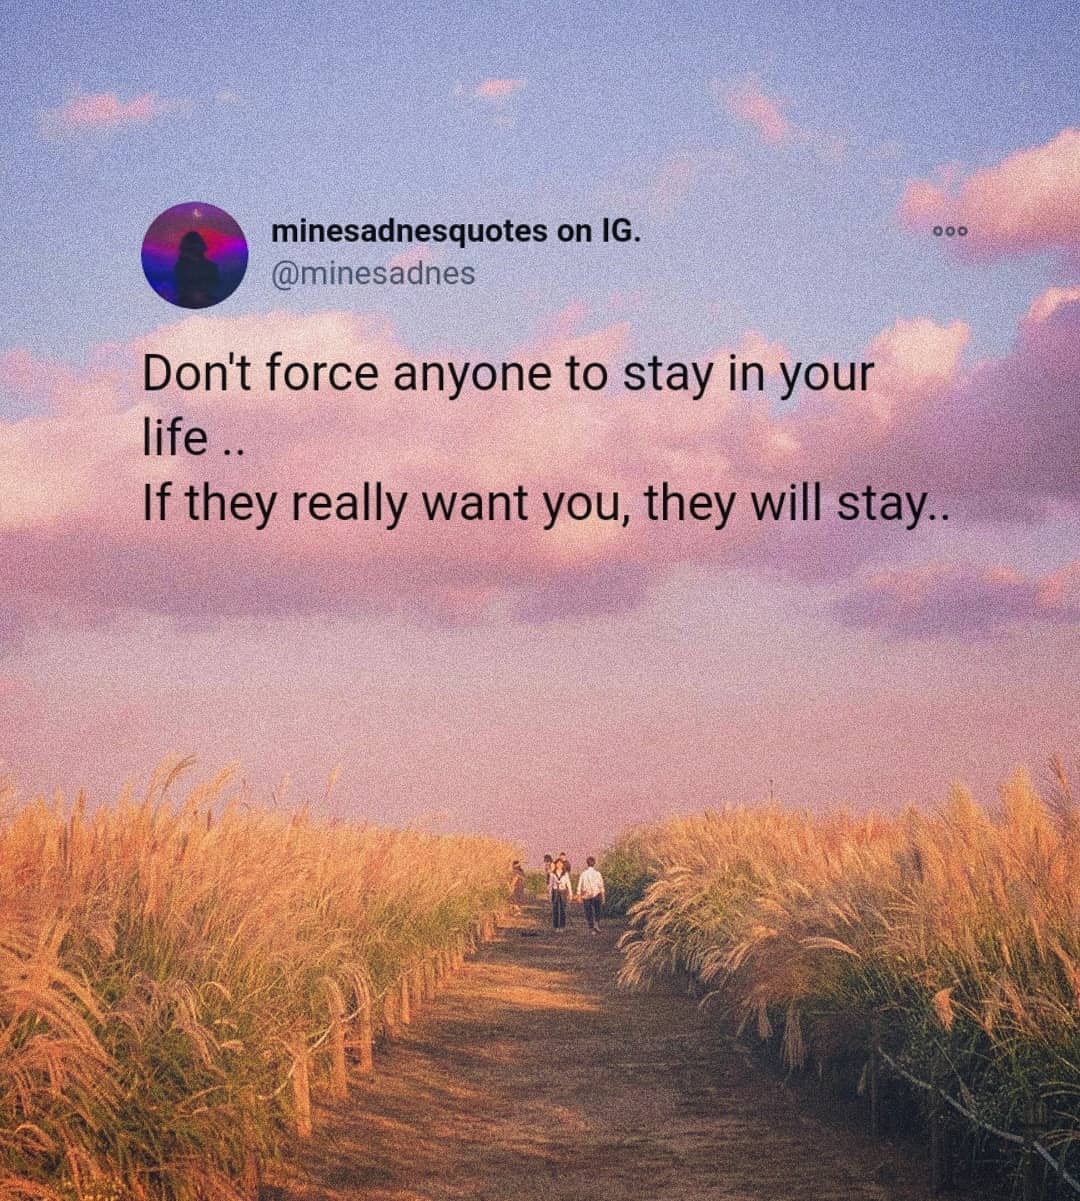 minesadnesquotes on IG.
@minesadnes
Don't force anyone to stay in your
life ..
If they really want you, they will stay..